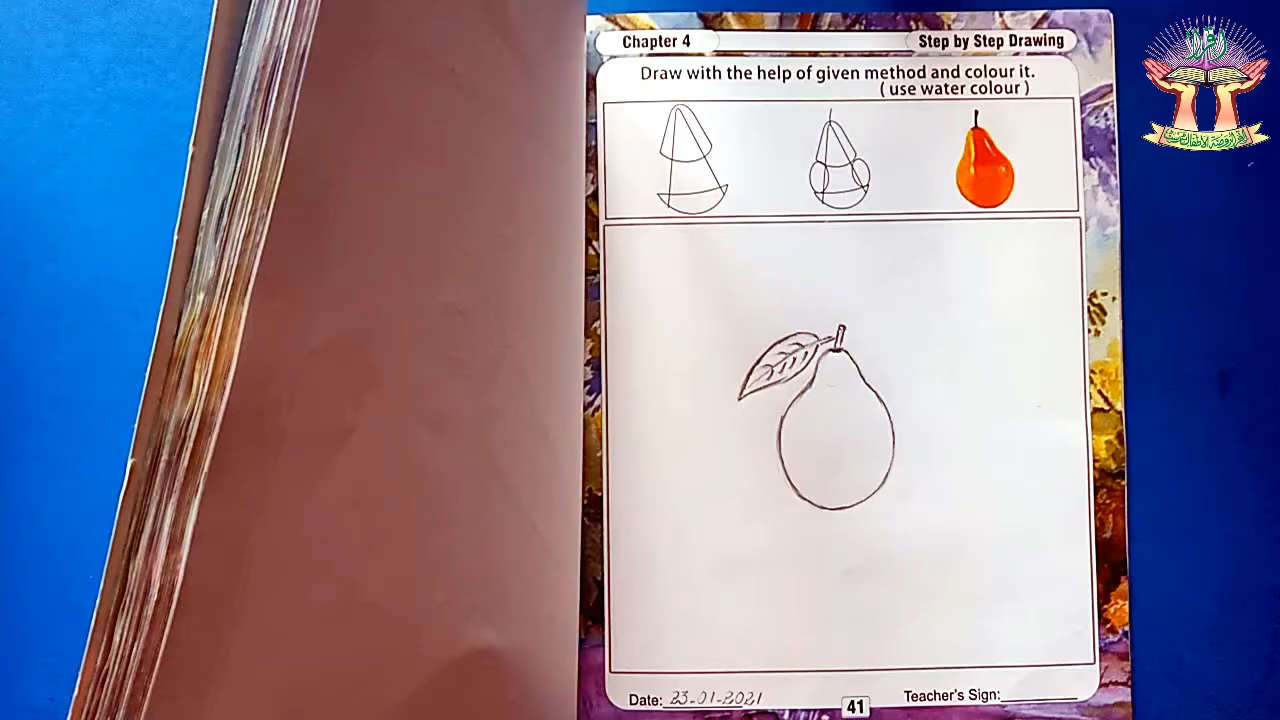 Chapter 4
Step by Step Drawing
Draw with the help of given method and colour it.
( use water colour )
Date: 23-01-2021
41
Teacher's Sign: